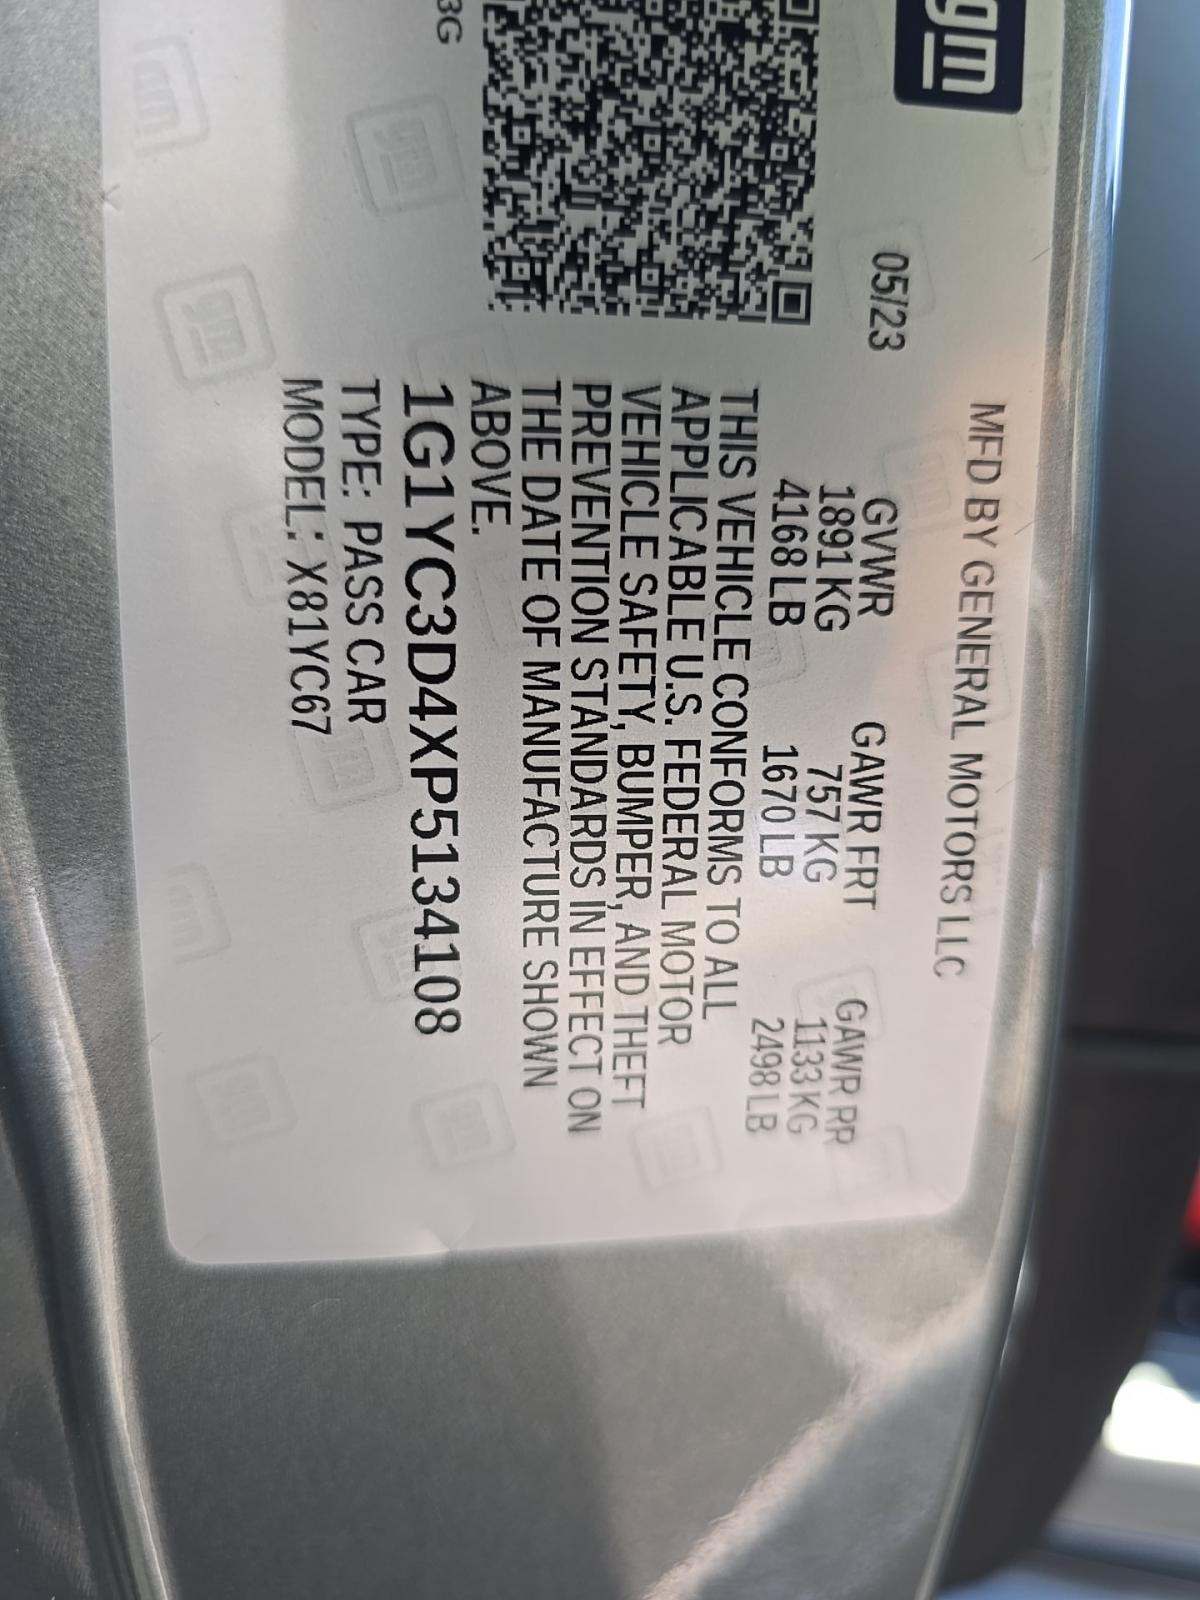 gm
MFD BY GENERAL MOTORS LLC
05/23
GVWR GAWR FRT GAWR RR
1891 KG 757 KG 1133 KG
4168 LB 1670 LB 2498 LB
THIS VEHICLE CONFORMS TO ALL
APPLICABLE U.S. FEDERAL MOTOR
VEHICLE SAFETY, BUMPER, AND THEFT
PREVENTION STANDARDS IN EFFECT ON
THE DATE OF MANUFACTURE SHOWN
ABOVE.
3G
1G1YC3D4XP5134108
TYPE: PASS CAR
MODEL: X81YC67